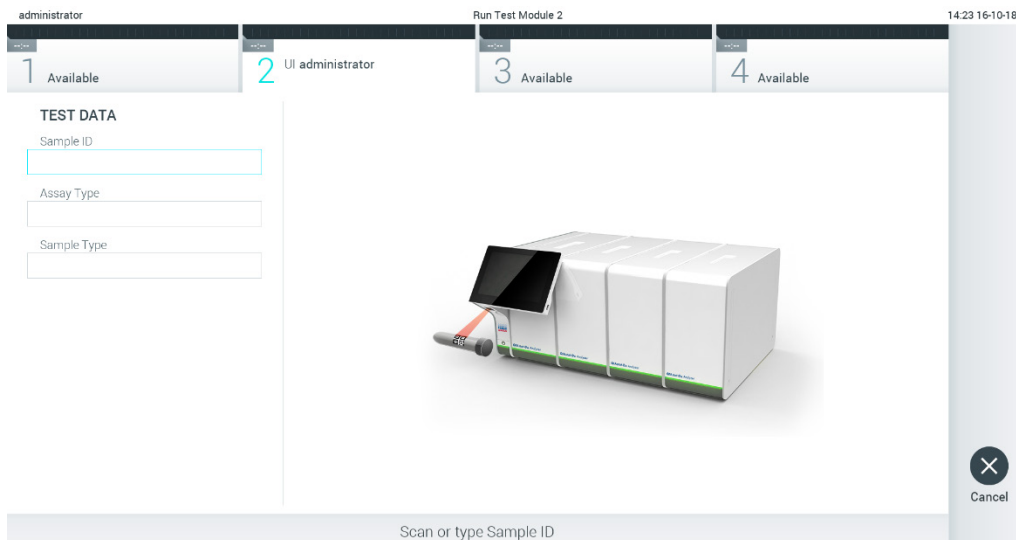 administrator
Run Test Module 2
14:23 16-10-18
--:--
1 Available
--:--
2 UI administrator
--:--
3 Available
--:--
4 Available
TEST DATA
Sample ID
Assay Type
Sample Type
Cancel
Scan or type Sample ID